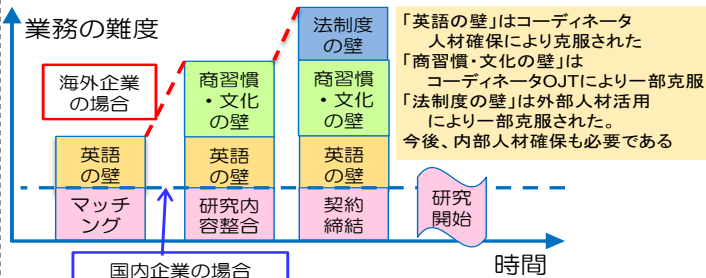 業務の難度
海外企業
の場合
英語
の壁
マッチ
ング
商習慣
・文化
の壁
英語
の壁
研究内
容整合
法制度
の壁
商習慣
・文化
の壁
英語
の壁
契約
締結
研究
開始
時間
国内企業の場合
「英語の壁」はコーディネータ
人材確保により克服された
「商習慣・文化の壁」は
コーディネータOJTにより一部克服
「法制度の壁」は外部人材活用
により一部克服された。
今後、内部人材確保も必要である